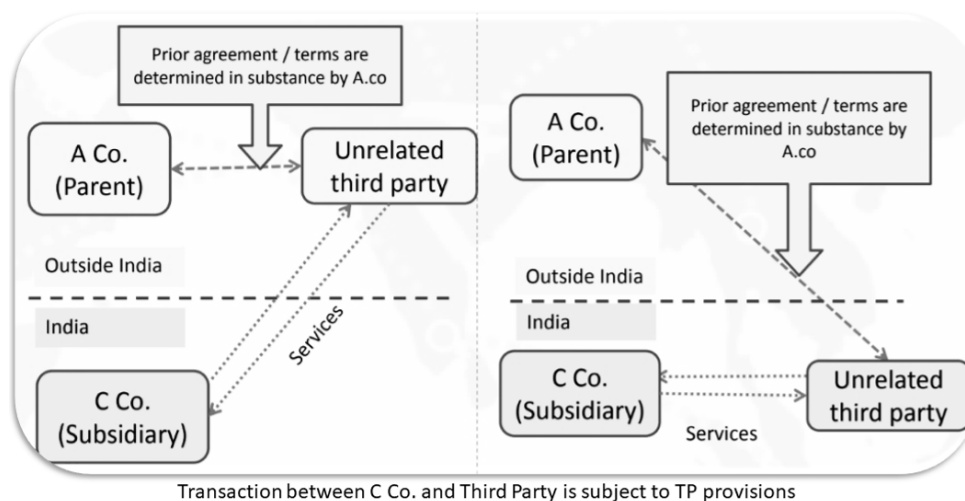 Prior agreement / terms are
determined in substance by A.co
A Co.
(Parent)
Unrelated
third party
Outside India
India
Services
C Co.
(Subsidiary)
Prior agreement / terms are
determined in substance by
A.co
A Co.
(Parent)
Outside India
India
C Co.
(Subsidiary)
Unrelated
third party
Services
Transaction between C Co. and Third Party is subject to TP provisions